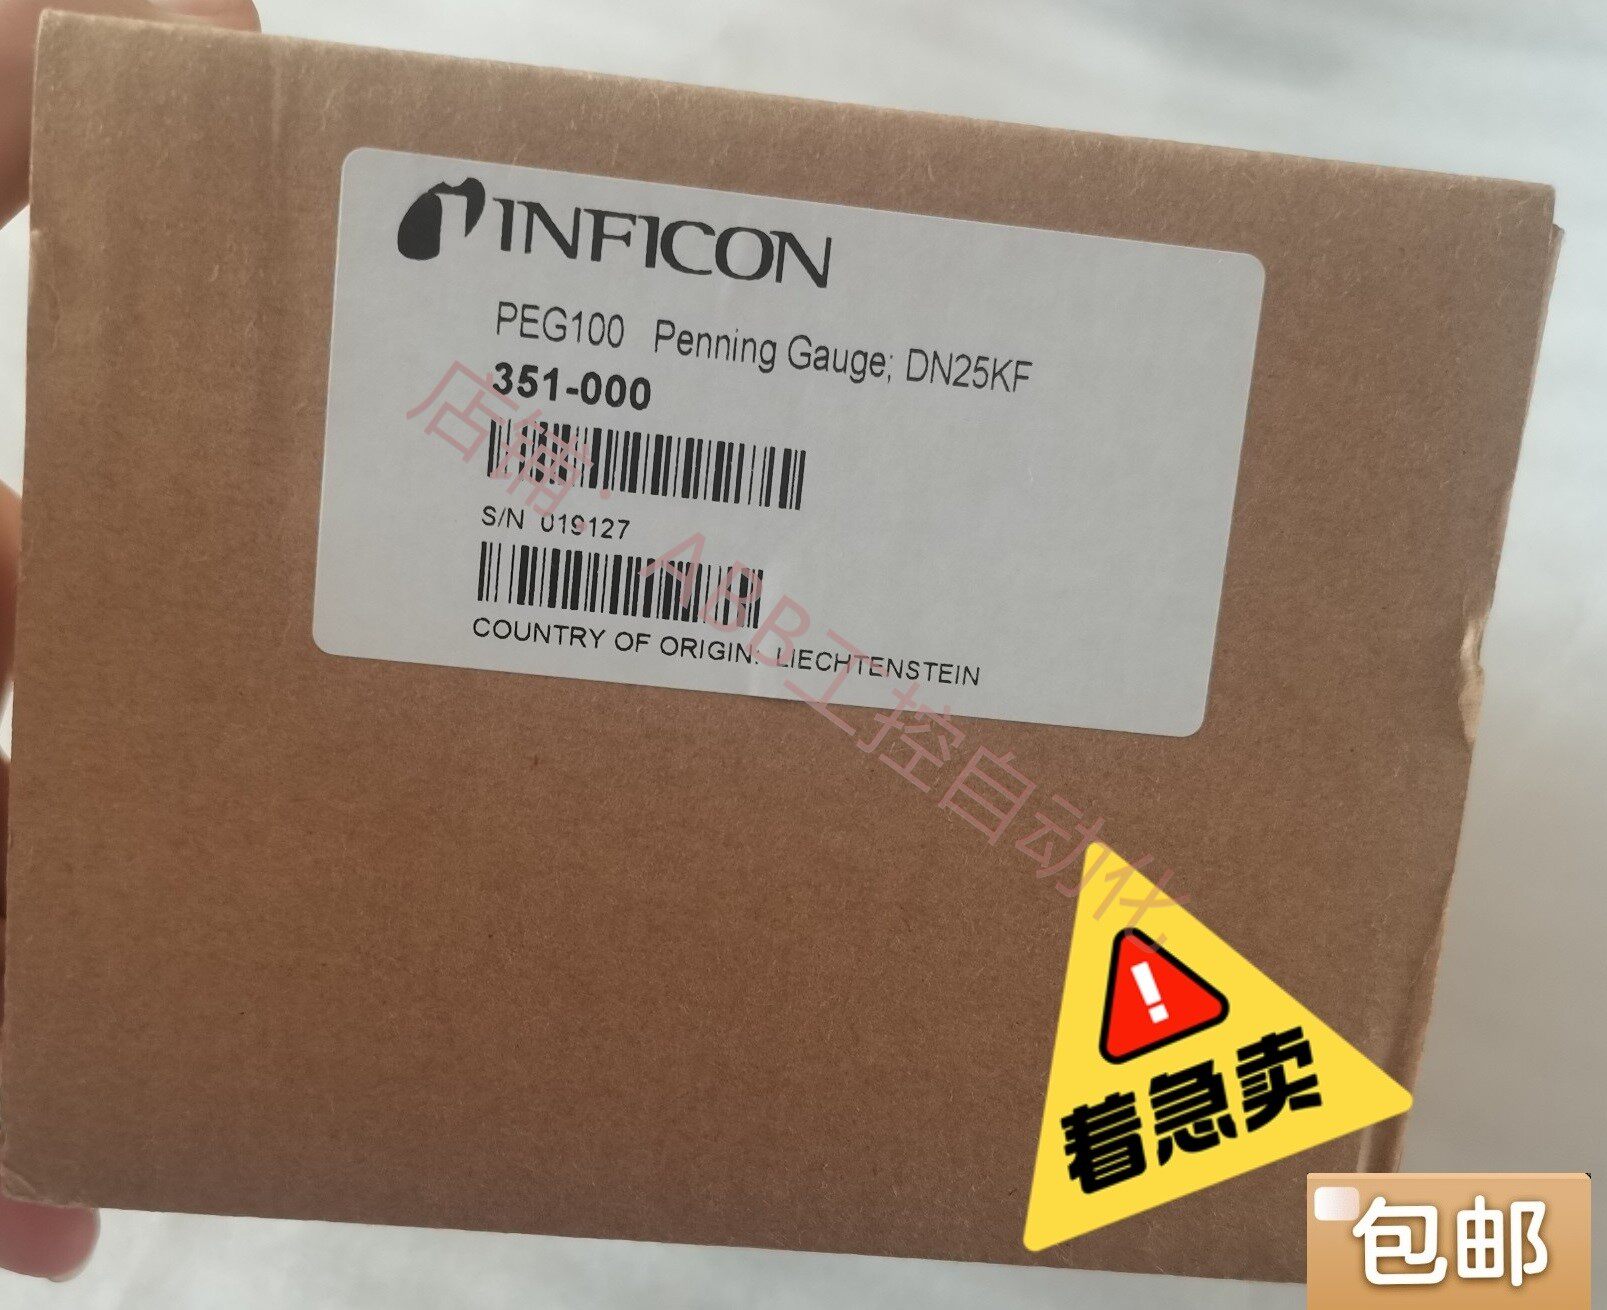 INFICON
PEG100 Penning Gauge; DN25KF
351-000
S/N 019127
COUNTRY OF ORIGIN: LIECHTENSTEIN
店铺：ABB工控自动化
!
着急卖
包邮